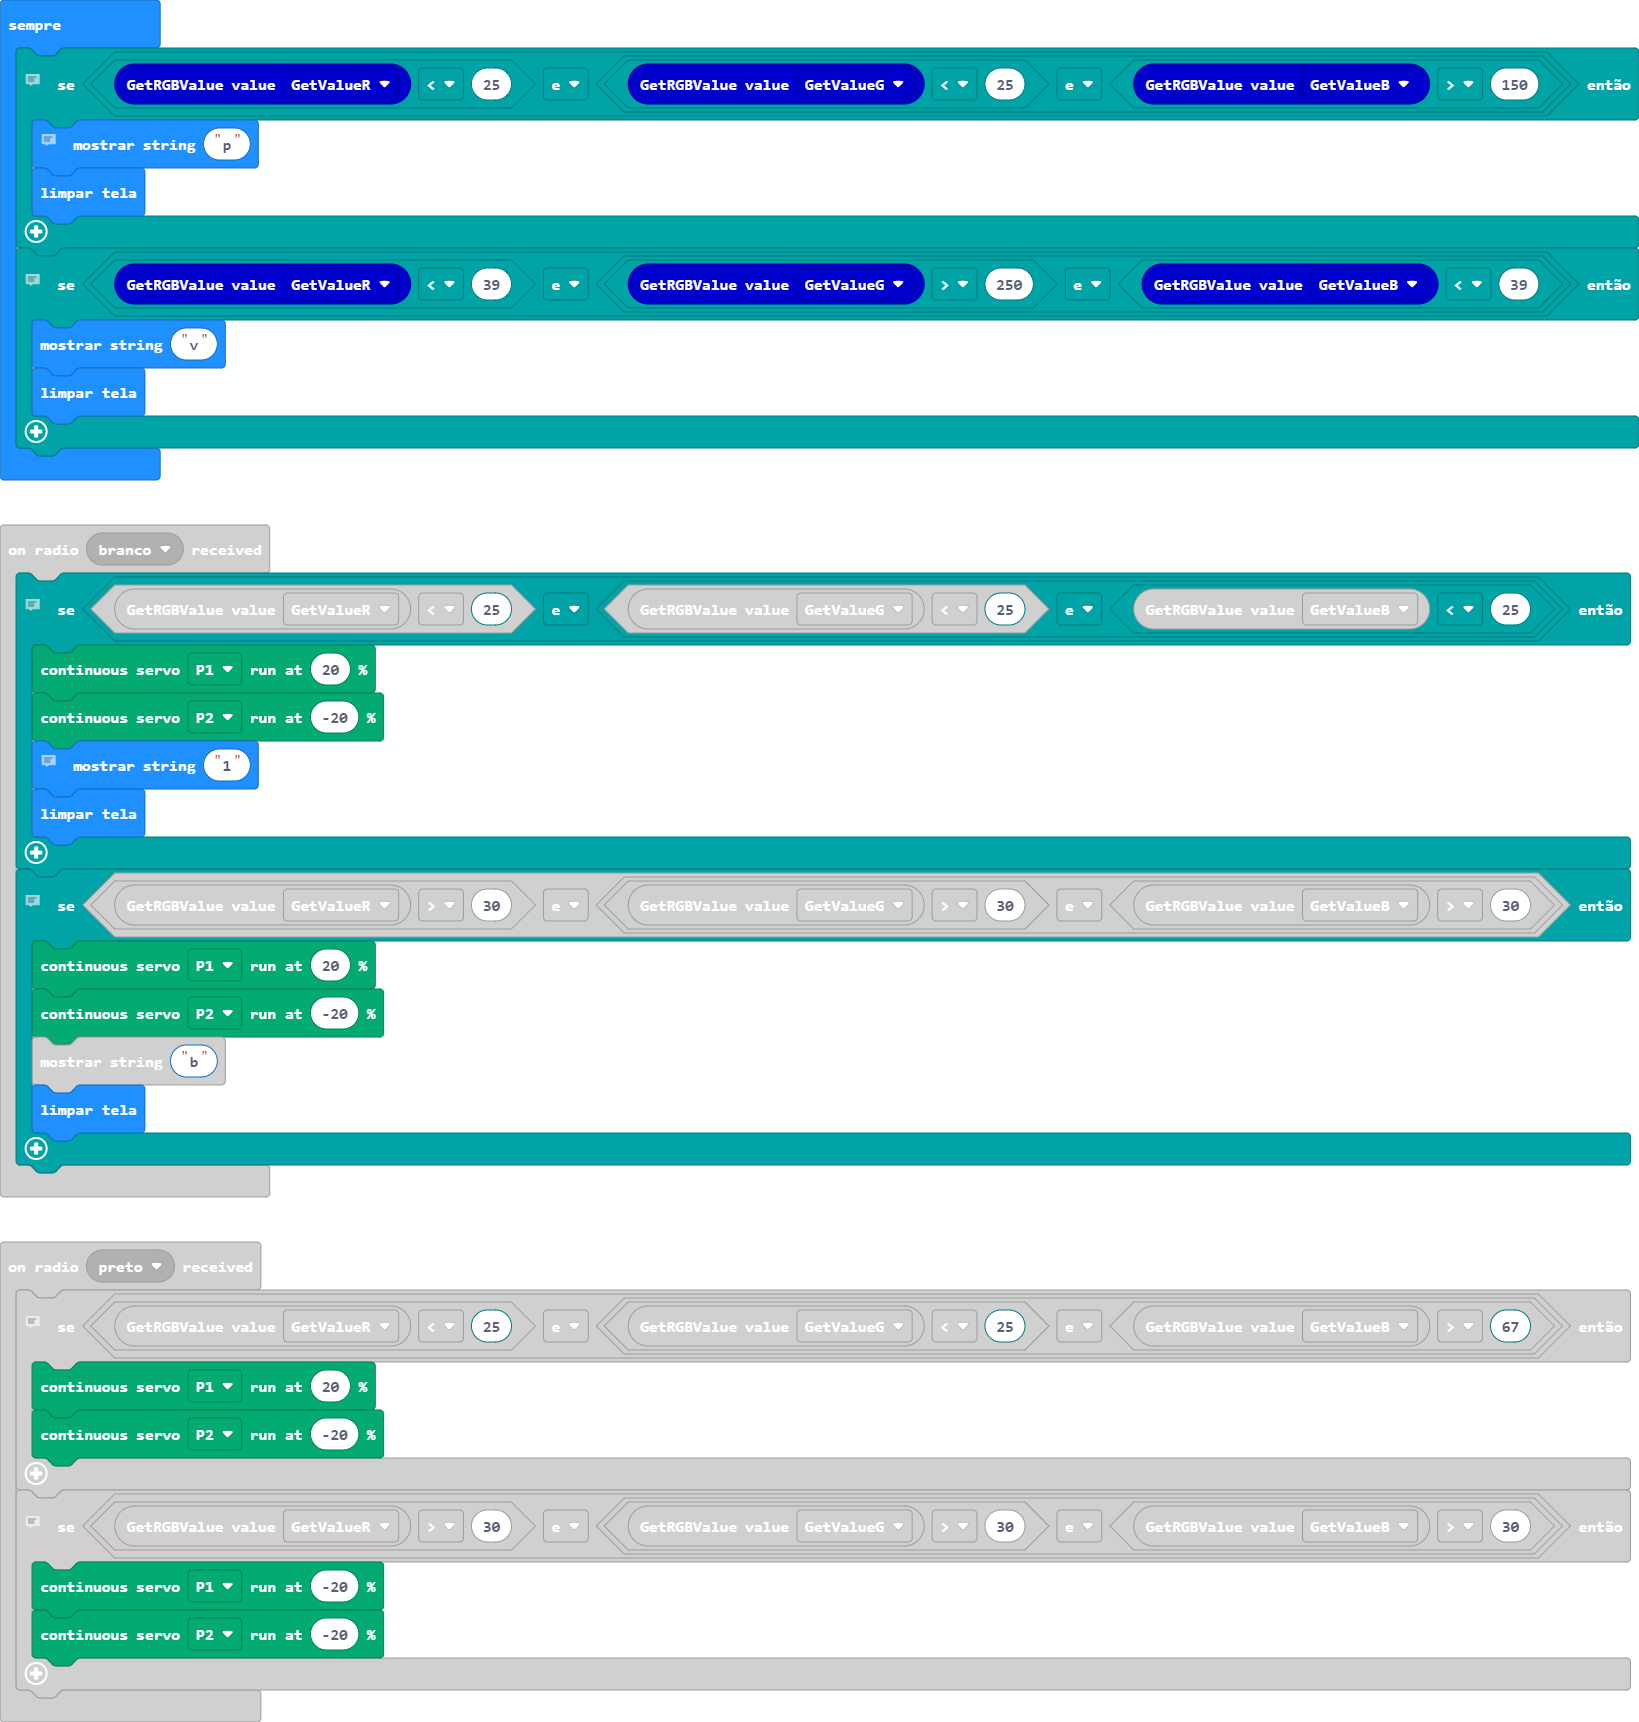 sempre
se GetRGBValue value GetValueR < 25 e GetRGBValue value GetValueG < 25 e GetRGBValue value GetValueB > 150 então
mostrar string "p"
limpar tela
se GetRGBValue value GetValueR < 39 e GetRGBValue value GetValueG > 250 e GetRGBValue value GetValueB < 39 então
mostrar string "v"
limpar tela
on radio branco received
se GetRGBValue value GetValueR < 25 e GetRGBValue value GetValueG < 25 e GetRGBValue value GetValueB < 25 então
continuous servo P1 run at 20 %
continuous servo P2 run at -20 %
mostrar string "1"
limpar tela
se GetRGBValue value GetValueR > 30 e GetRGBValue value GetValueG > 30 e GetRGBValue value GetValueB > 30 então
continuous servo P1 run at 20 %
continuous servo P2 run at -20 %
mostrar string "b"
limpar tela
on radio preto received
se GetRGBValue value GetValueR < 25 e GetRGBValue value GetValueG < 25 e GetRGBValue value GetValueB > 67 então
continuous servo P1 run at 20 %
continuous servo P2 run at -20 %
se GetRGBValue value GetValueR > 30 e GetRGBValue value GetValueG > 30 e GetRGBValue value GetValueB > 30 então
continuous servo P1 run at -20 %
continuous servo P2 run at -20 %